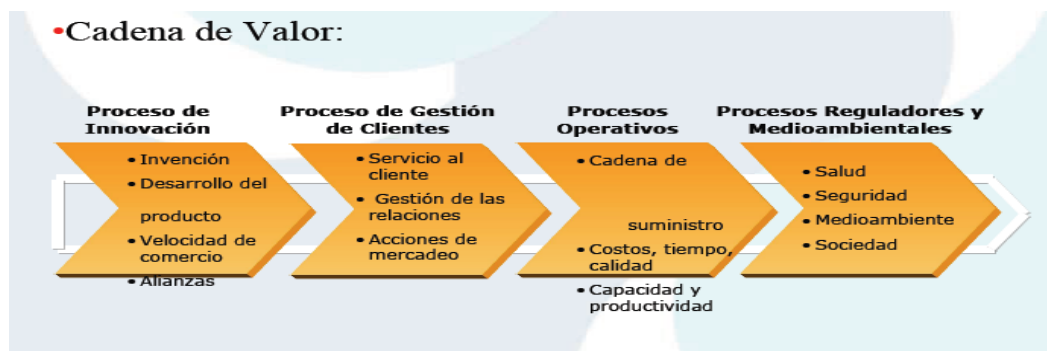 •Cadena de Valor:
Proceso de
Innovación
• Invención
• Desarrollo del
producto
• Velocidad de
comercio
• Alianzas
Proceso de Gestión
de Clientes
• Servicio al
cliente
• Gestión de las
relaciones
• Acciones de
mercadeo
Procesos
Operativos
• Cadena de
suministro
• Costos, tiempo,
calidad
• Capacidad y
productividad
Procesos Reguladores y
Medioambientales
• Salud
• Seguridad
• Medioambiente
• Sociedad